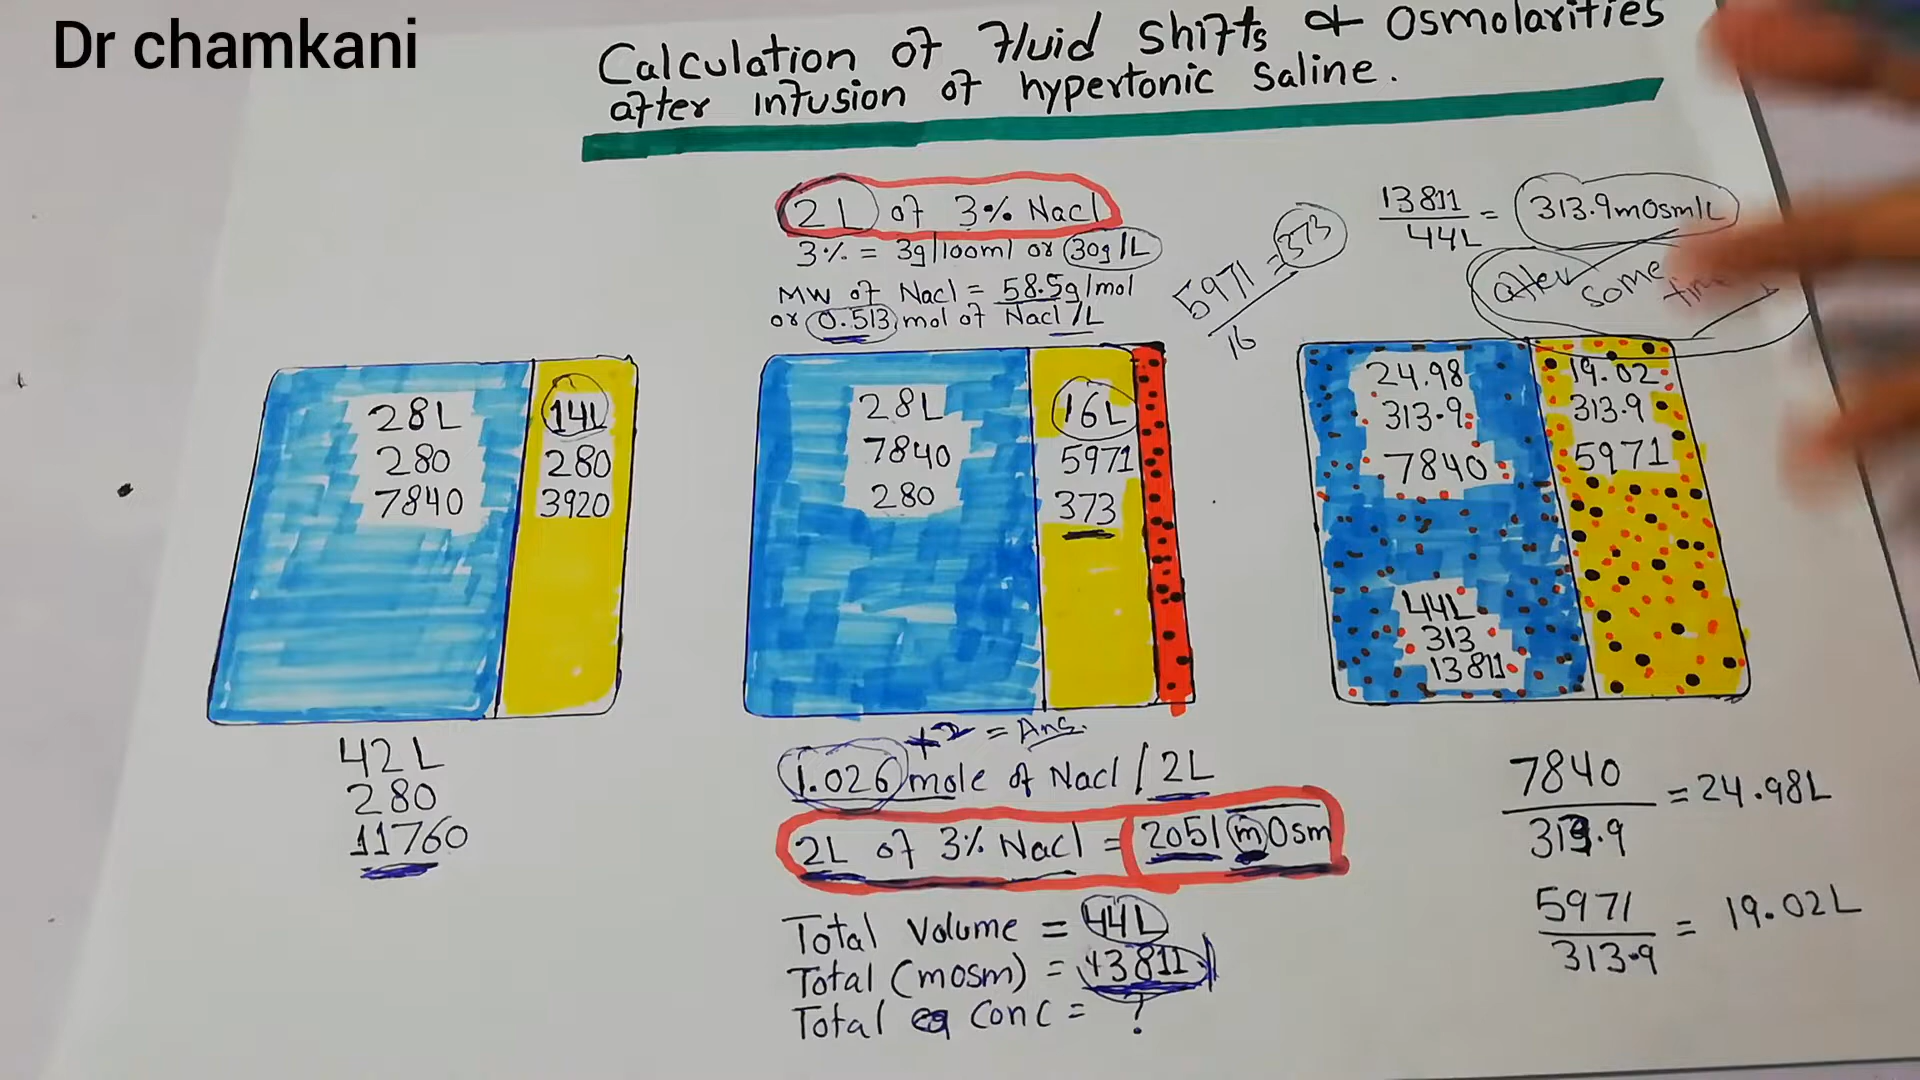 Dr chamkani
Calculation of Fluid Shifts & Osmolarities
after infusion of hypertonic Saline.
2 L of 3% Nacl
3% = 3g/100ml or 30g/L
MW of Nacl = 58.5g/mol
or 0.513 mol of Nacl/L
5971/16 = 373
13811/44L = 313.9mosm/L
after some
28L
280
7840
14L
280
3920
42L
280
11760
28L
7840
280
16L
5971
373
+2 = Ans.
1.026 mole of Nacl / 2L
2L of 3% Nacl = 2051 mOsm
Total Volume = 44L
Total (mosm) = 13811
Total conc = ?
24.98
313.9
7840
19.02
313.9
5971
44L
313
13811
7840/313.9 = 24.98L
5971/313.9 = 19.02L